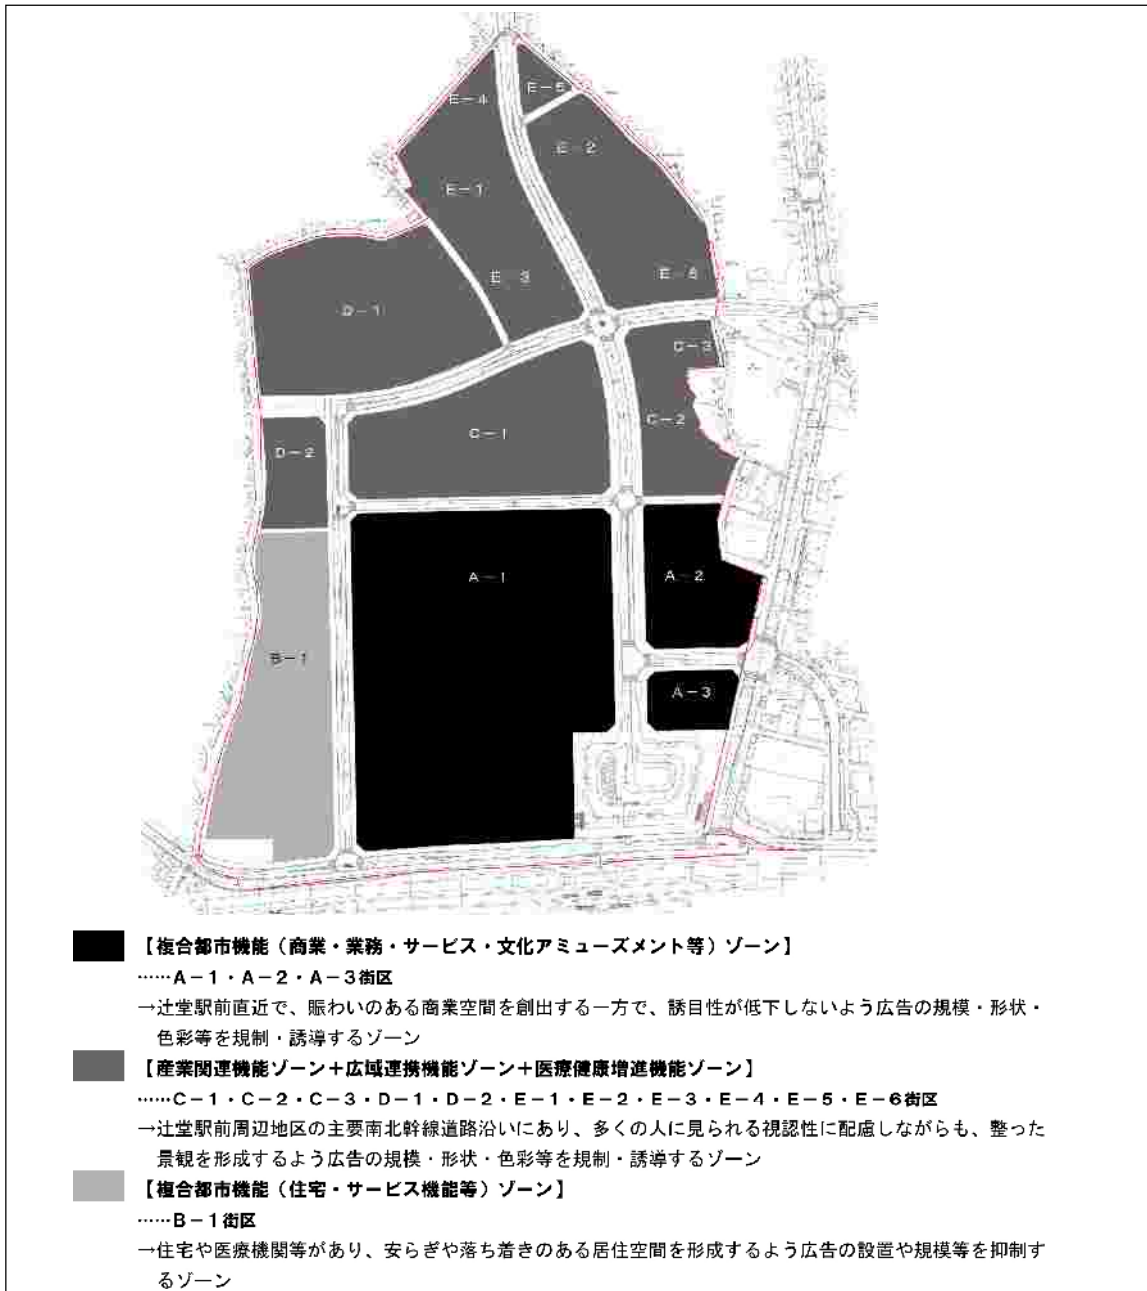 E－5
E－4
E－2
E－1
E－3
E－6
D－1
C－3
C－2
C－1
D－2
A－1
A－2
B－1
A－3
【複合都市機能（商業・業務・サービス・文化アミューズメント等）ゾーン】
……A－1・A－2・A－3街区
→辻堂駅前直近で、賑わいのある商業空間を創出する一方で、誘目性が低下しないよう広告の規模・形状・
色彩等を規制・誘導するゾーン
【産業関連機能ゾーン＋広域連携機能ゾーン＋医療健康増進機能ゾーン】
……C－1・C－2・C－3・D－1・D－2・E－1・E－2・E－3・E－4・E－5・E－6街区
→辻堂駅前周辺地区の主要南北幹線道路沿いにあり、多くの人に見られる視認性に配慮しながらも、整った
景観を形成するよう広告の規模・形状・色彩等を規制・誘導するゾーン
【複合都市機能（住宅・サービス機能等）ゾーン】
……B－1街区
→住宅や医療機関等があり、安らぎや落ち着きのある居住空間を形成するよう広告の設置や規模等を抑制す
るゾーン